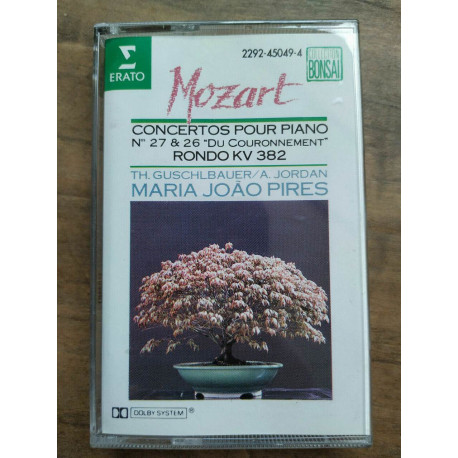 2292-45049-4
ERATO
COLLECTION
BONSAI
Mozart
CONCERTOS POUR PIANO
Nos 27 & 26 "DU COURONNEMENT"
RONDO KV 382
TH. GUSCHLBAUER/A. JORDAN
MARIA JOÃO PIRES
DOLBY SYSTEM ®